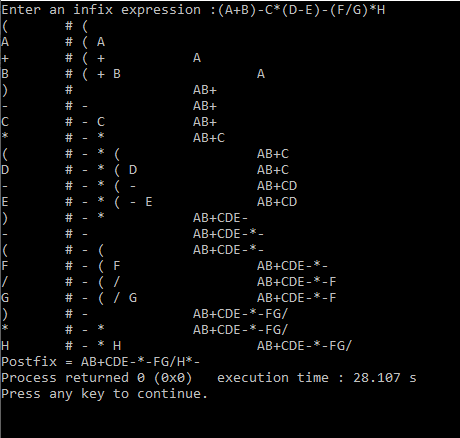 Enter an infix expression :(A+B)-C*(D-E)-(F/G)*H
( # (
A # ( A
+ # ( + A
B # ( + B A
) # AB+
- # - AB+
C # - C AB+
* # - * AB+C
( # - * ( AB+C
D # - * ( D AB+C
- # - * ( - AB+CD
E # - * ( - E AB+CD
) # - * AB+CDE-
- # - AB+CDE-*-
( # - ( AB+CDE-*-
F # - ( F AB+CDE-*-
/ # - ( / AB+CDE-*-F
G # - ( / G AB+CDE-*-F
) # - AB+CDE-*-FG/
* # - * AB+CDE-*-FG/
H # - * H AB+CDE-*-FG/
Postfix = AB+CDE-*-FG/H*-
Process returned 0 (0x0) execution time : 28.107 s
Press any key to continue.